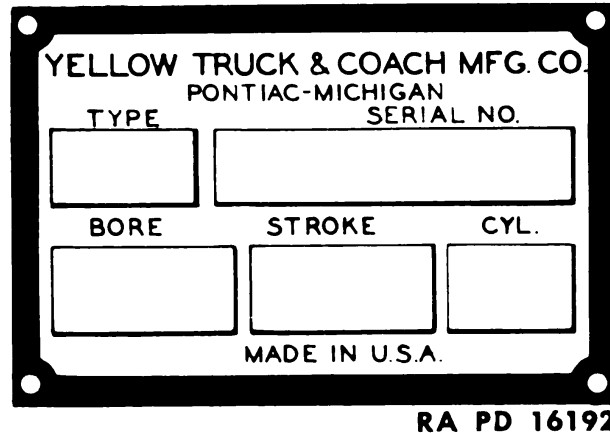 YELLOW TRUCK & COACH MFG. CO.
PONTIAC-MICHIGAN
TYPE SERIAL NO.
BORE STROKE CYL.
MADE IN U.S.A.
RA PD 16192